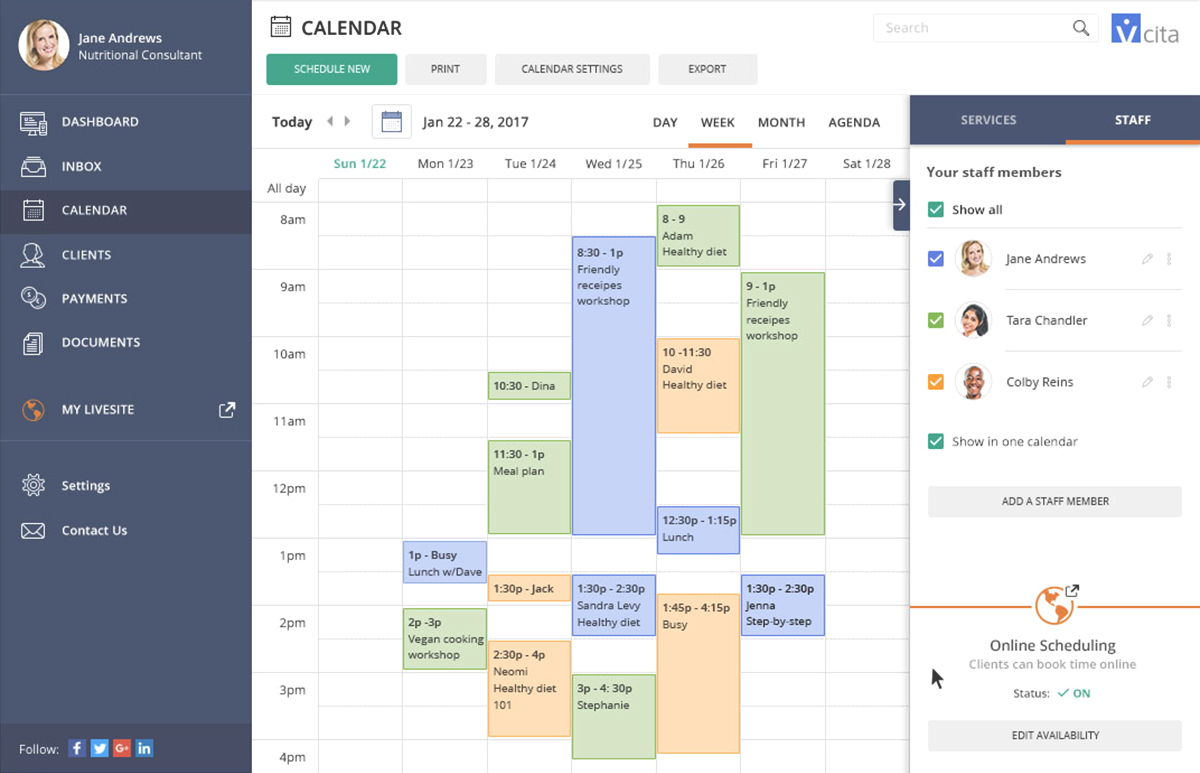 Jane Andrews
Nutritional Consultant
DASHBOARD
INBOX
CALENDAR
CLIENTS
PAYMENTS
DOCUMENTS
MY LIVESITE
Settings
Contact Us
Follow:
f
G+
in
CALENDAR
Search
vcita
SCHEDULE NEW
PRINT
CALENDAR SETTINGS
EXPORT
Today
Jan 22 - 28, 2017
DAY
WEEK
MONTH
AGENDA
Sun 1/22
Mon 1/23
Tue 1/24
Wed 1/25
Thu 1/26
Fri 1/27
Sat 1/28
All day
8am
9am
10am
11am
12pm
1pm
2pm
3pm
4pm
1p - Busy
Lunch w/Dave
2p -3p
Vegan cooking
workshop
10:30 - Dina
11:30 - 1p
Meal plan
1:30p - Jack
2:30p - 4p
Neomi
Healthy diet
101
8:30 - 1p
Friendly
receipes
workshop
1:30p - 2:30p
Sandra Levy
Healthy diet
3p - 4: 30p
Stephanie
8 - 9
Adam
Healthy diet
10 -11:30
David
Healthy diet
12:30p - 1:15p
Lunch
1:45p - 4:15p
Busy
9 - 1p
Friendly
receipes
workshop
1:30p - 2:30p
Jenna
Step-by-step
SERVICES
STAFF
Your staff members
Show all
Jane Andrews
Tara Chandler
Colby Reins
Show in one calendar
ADD A STAFF MEMBER
Online Scheduling
Clients can book time online
Status: ON
EDIT AVAILABILITY